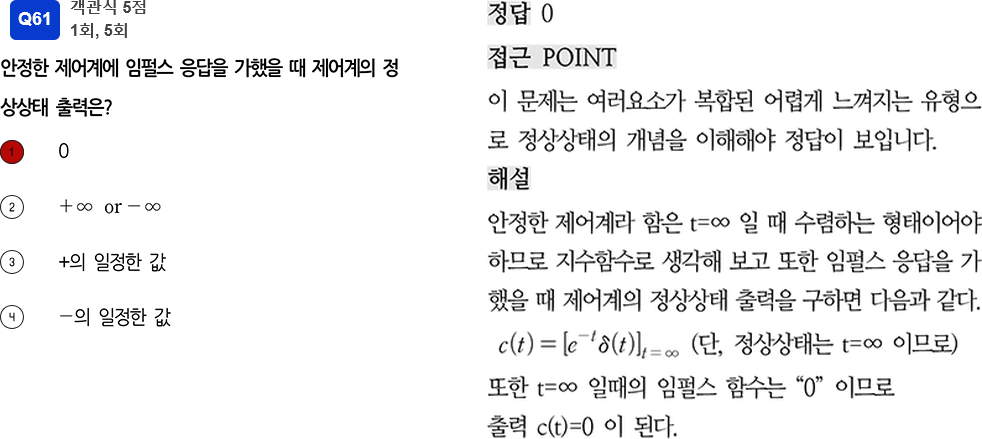 Q61
객관식 5점
1회, 5회
안정한 제어계에 임펄스 응답을 가했을 때 제어계의 정
상상태 출력은?
1 0
2 +∞ or −∞
3 +의 일정한 값
4 −의 일정한 값
정답 0
접근 POINT
이 문제는 여러요소가 복합된 어렵게 느껴지는 유형으
로 정상상태의 개념을 이해해야 정답이 보입니다.
해설
안정한 제어계라 함은 t=∞ 일 때 수렴하는 형태이어야
하므로 지수함수로 생각해 보고 또한 임펄스 응답을 가
했을 때 제어계의 정상상태 출력을 구하면 다음과 같다.
c(t) = [e^{-t}δ(t)]_{t=∞} (단, 정상상태는 t=∞ 이므로)
또한 t=∞ 일때의 임펄스 함수는 “0” 이므로
출력 c(t)=0 이 된다.